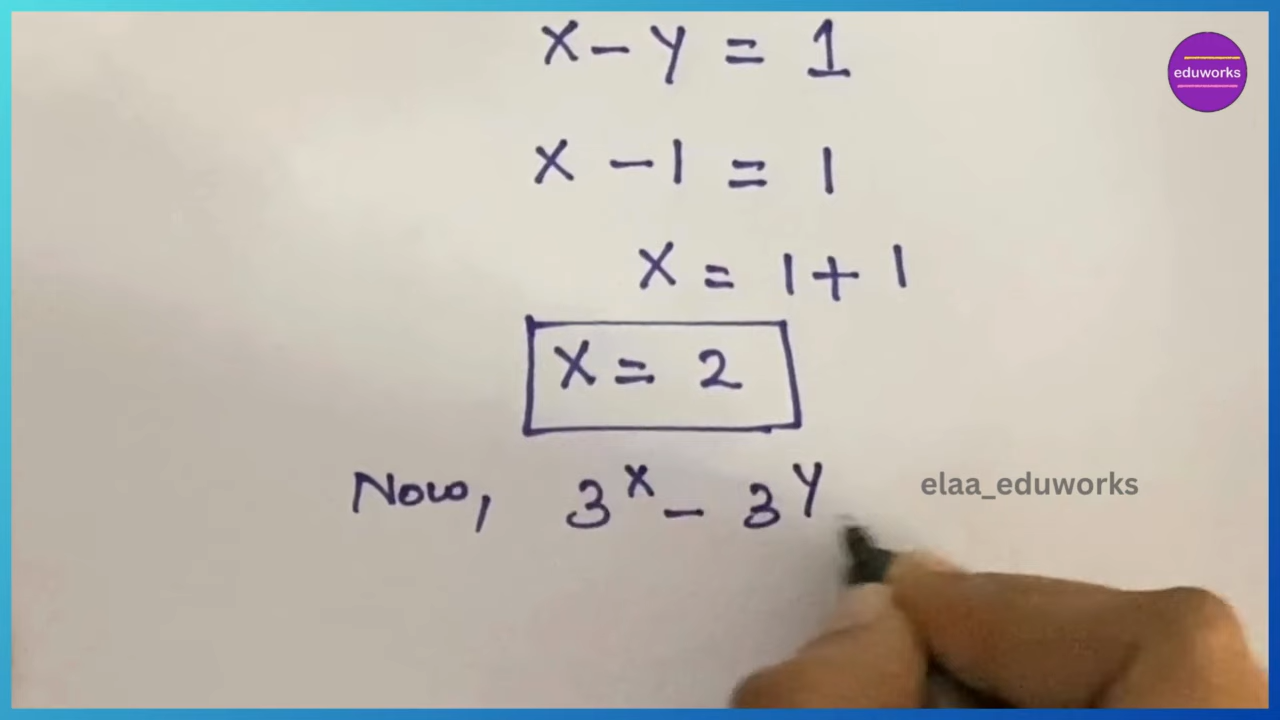 x - y = 1
eduworks
x - 1 = 1
x = 1 + 1
x = 2
Now, 3^x - 3^y
elaa_eduworks